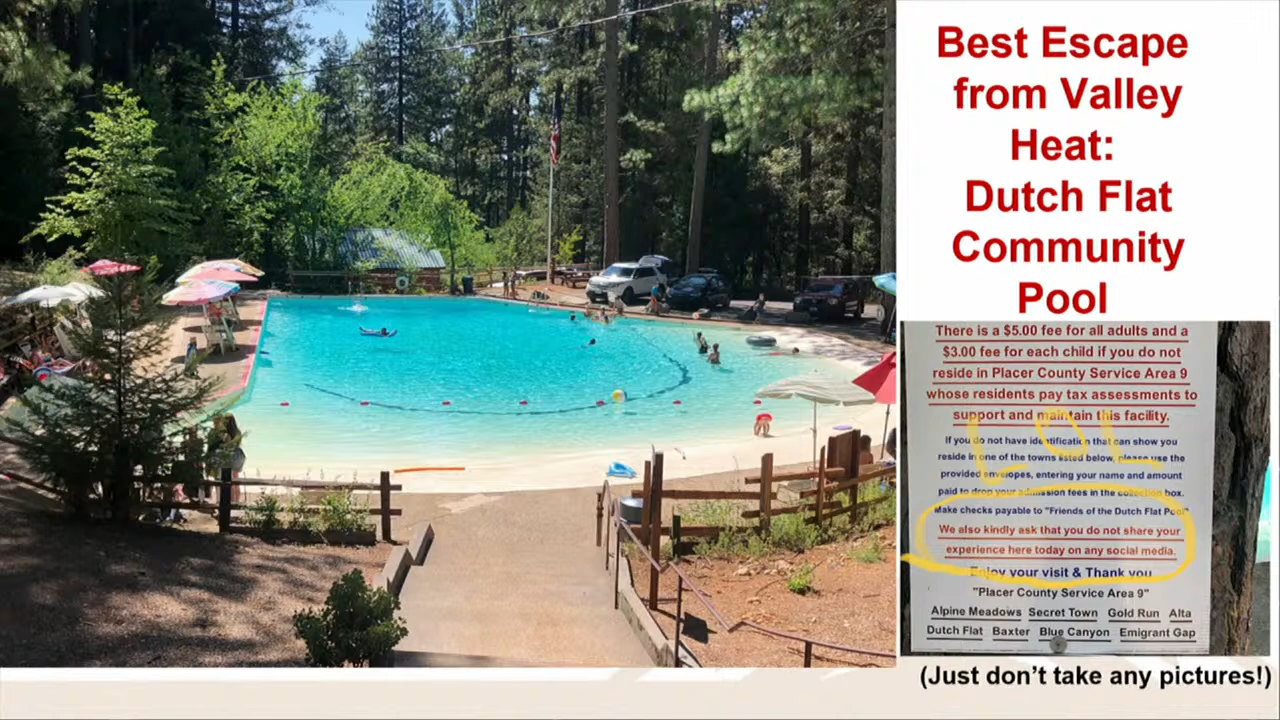 Best Escape
from Valley
Heat:
Dutch Flat
Community
Pool
There is a $5.00 fee for all adults and a
$3.00 fee for each child if you do not
reside in Placer County Service Area 9
whose residents pay tax assessments to
support and maintain this facility.
LOL
If you do not have identification that can show you
reside in one of the towns listed below, please use the
provided envelopes, entering your name and amount
paid to drop your admission fees in the collection box.
Make checks payable to "Friends of the Dutch Flat Pool"
We also kindly ask that you do not share your
experience here today on any social media.
Enjoy your visit & Thank you
"Placer County Service Area 9"
Alpine Meadows Secret Town Gold Run Alta
Dutch Flat Baxter Blue Canyon Emigrant Gap
(Just don't take any pictures!)